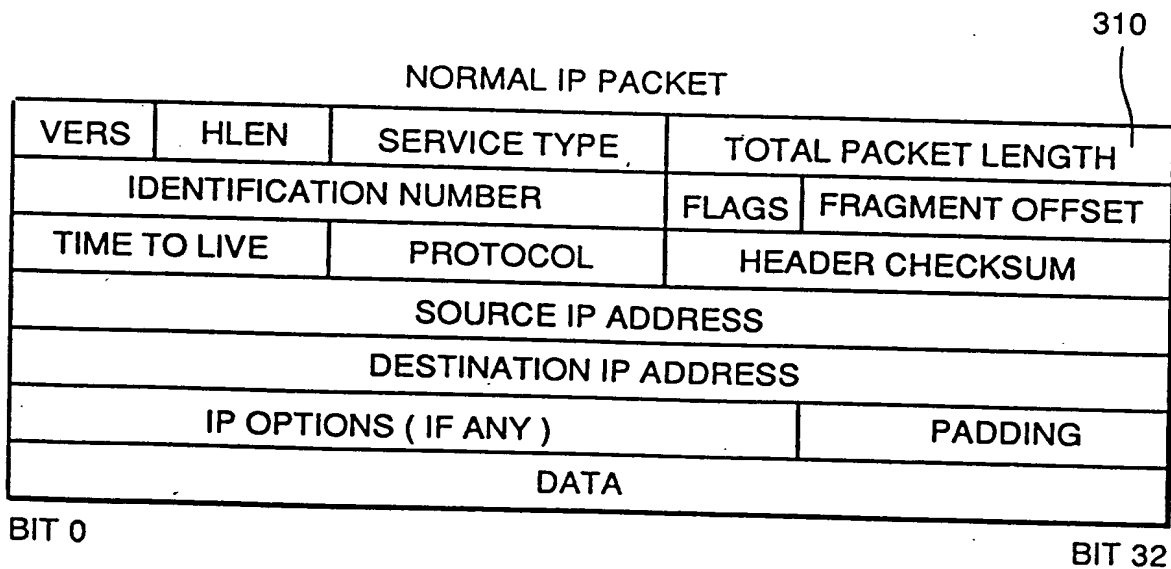 310
NORMAL IP PACKET
VERS HLEN SERVICE TYPE TOTAL PACKET LENGTH
IDENTIFICATION NUMBER FLAGS FRAGMENT OFFSET
TIME TO LIVE PROTOCOL HEADER CHECKSUM
SOURCE IP ADDRESS
DESTINATION IP ADDRESS
IP OPTIONS ( IF ANY ) PADDING
DATA
BIT 0 BIT 32